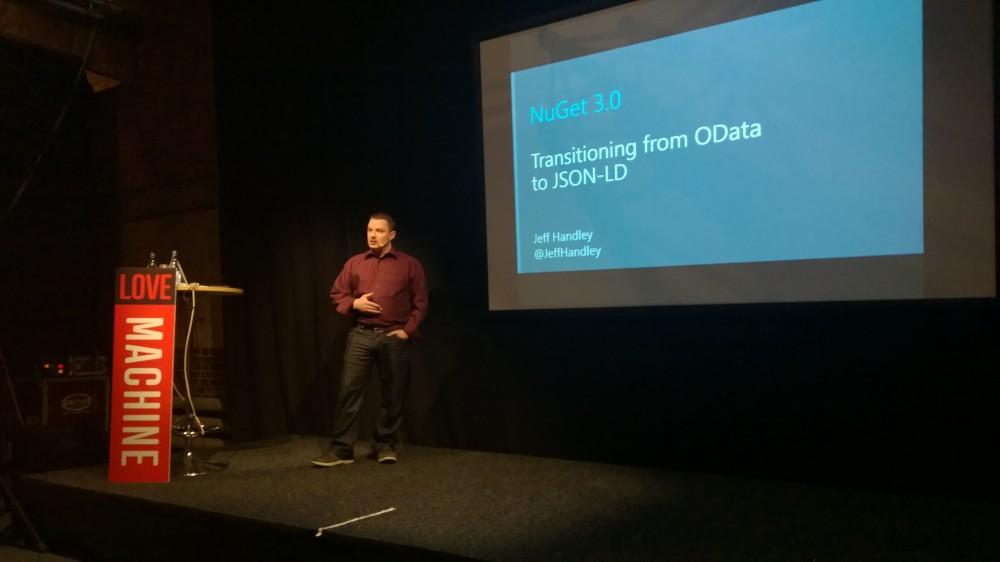 NuGet 3.0
Transitioning from OData
to JSON-LD
Jeff Handley
@JeffHandley
LOVE
MACHINE